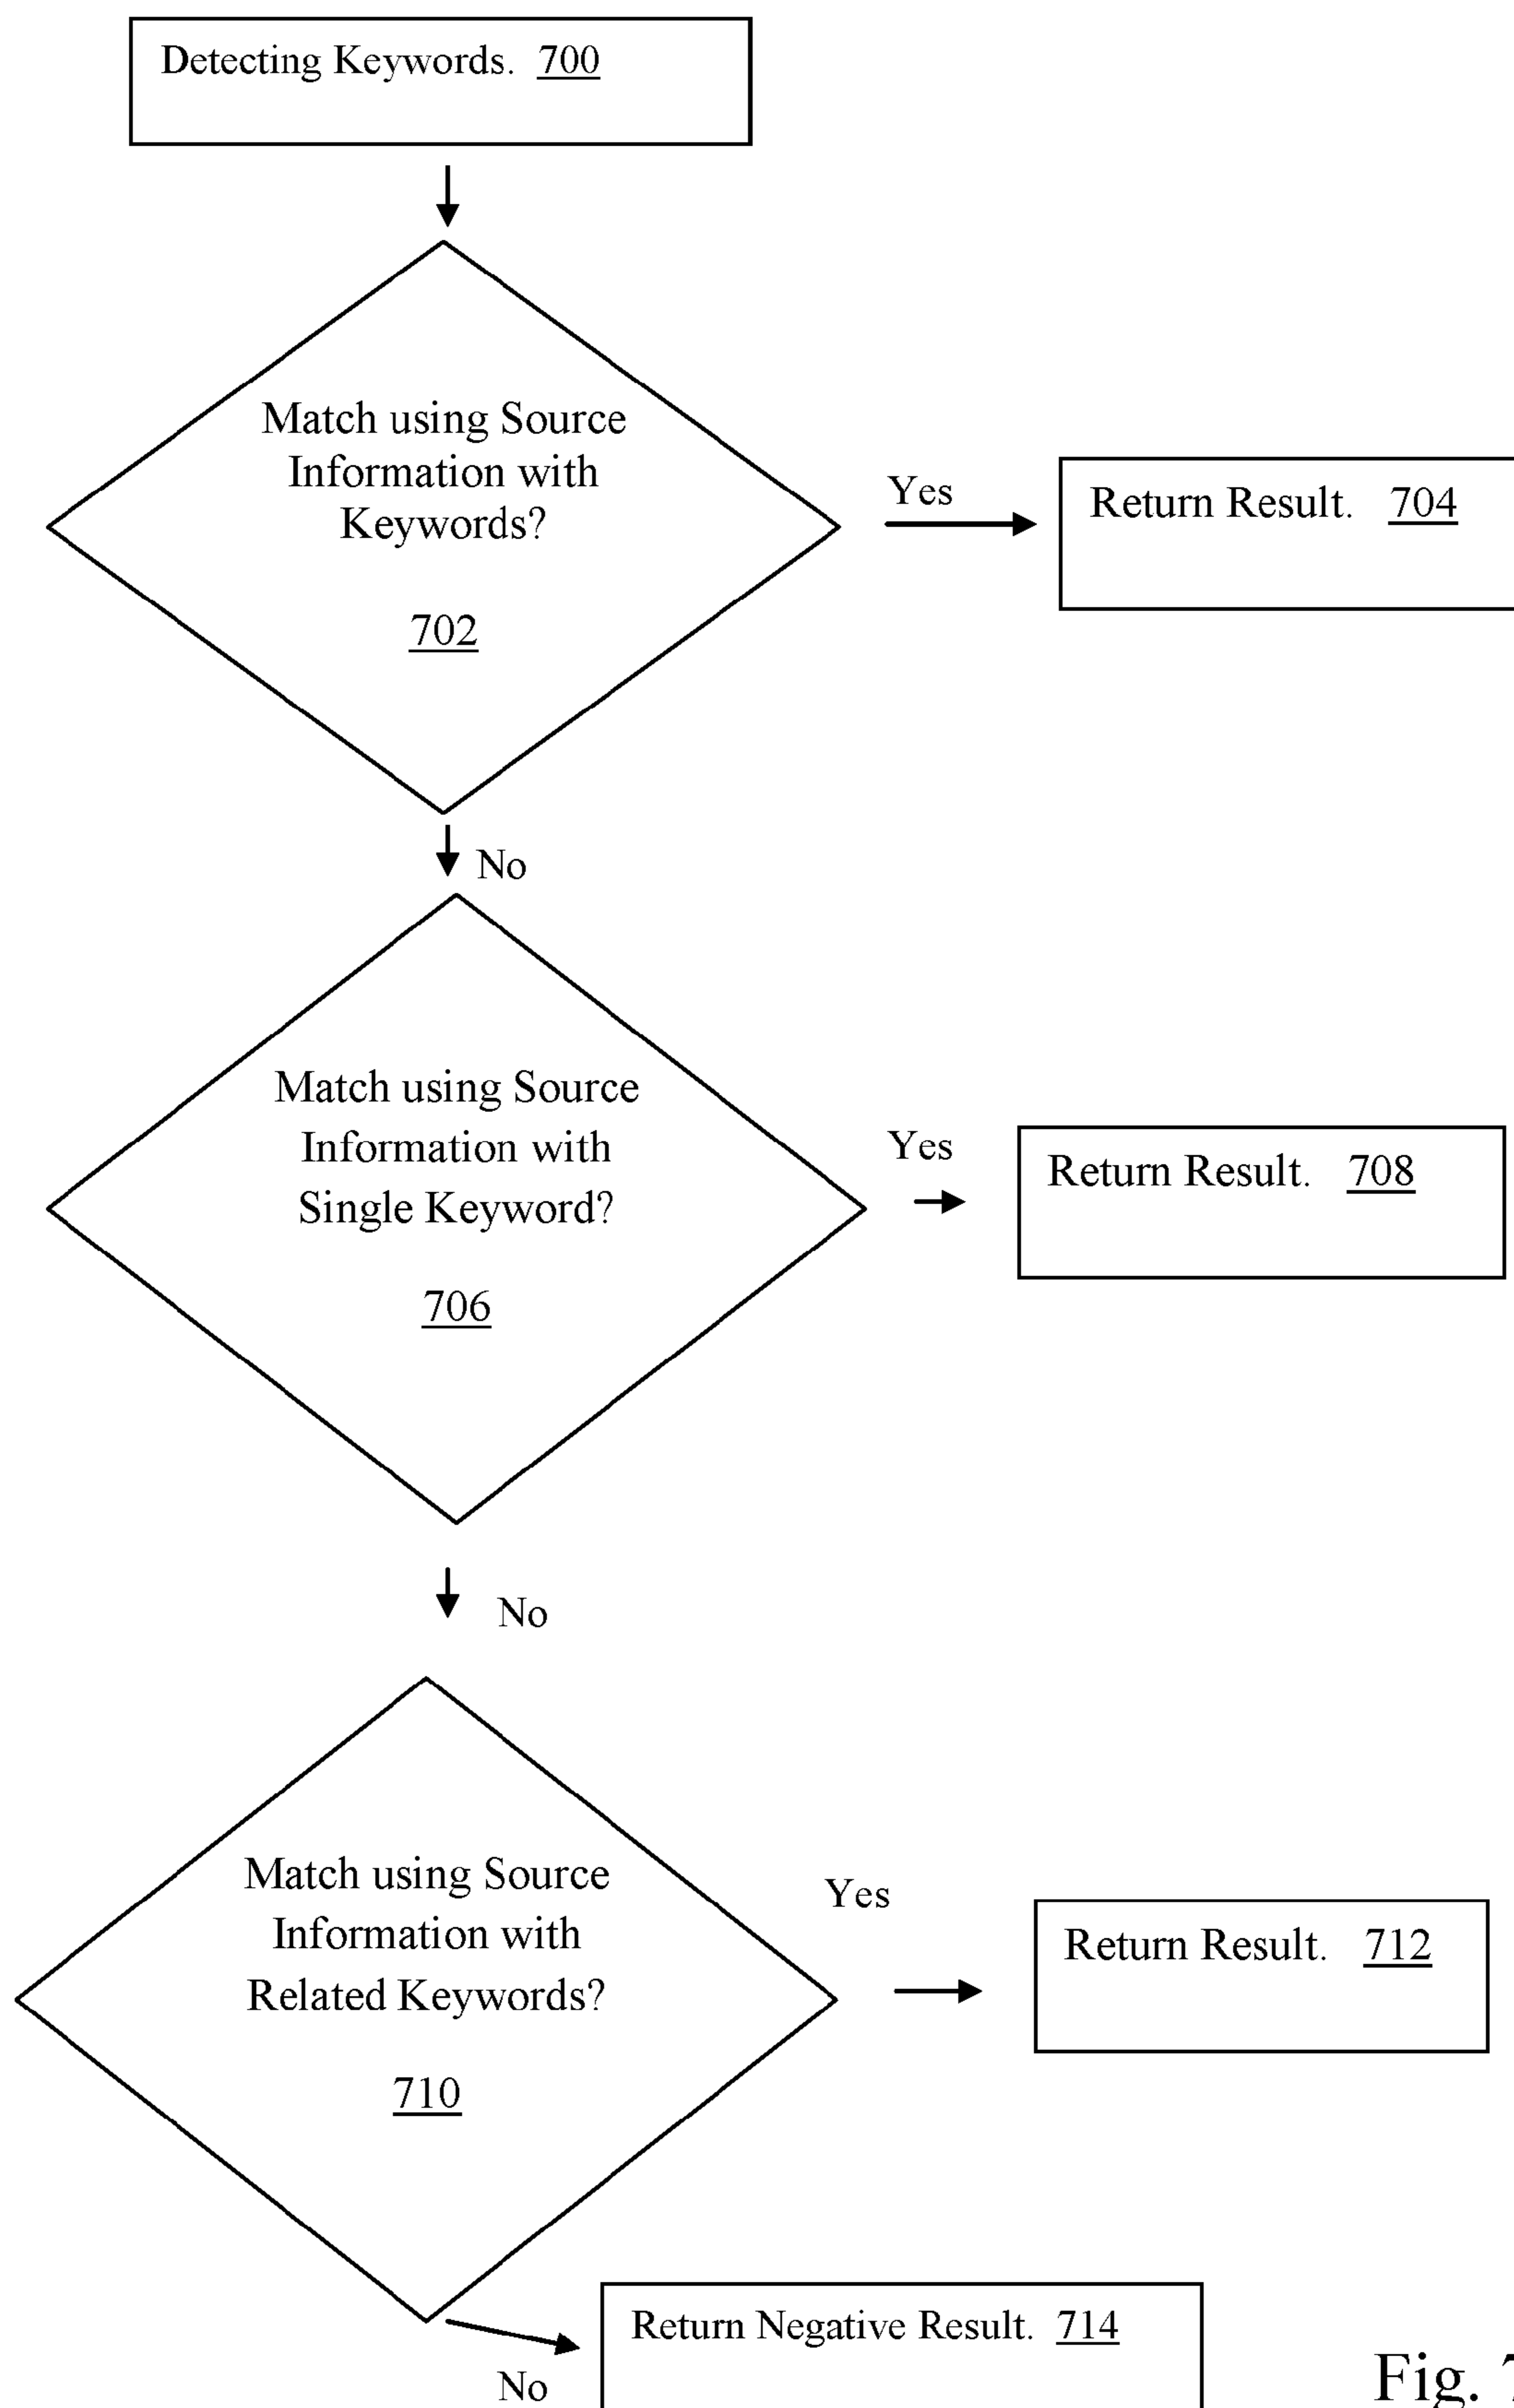 Detecting Keywords. 700
Match using Source
Information with
Keywords?
702
Yes
Return Result. 704
No
Match using Source
Information with
Single Keyword?
706
Yes
Return Result. 708
No
Match using Source
Information with
Related Keywords?
710
Yes
Return Result. 712
Return Negative Result. 714
No
Fig.